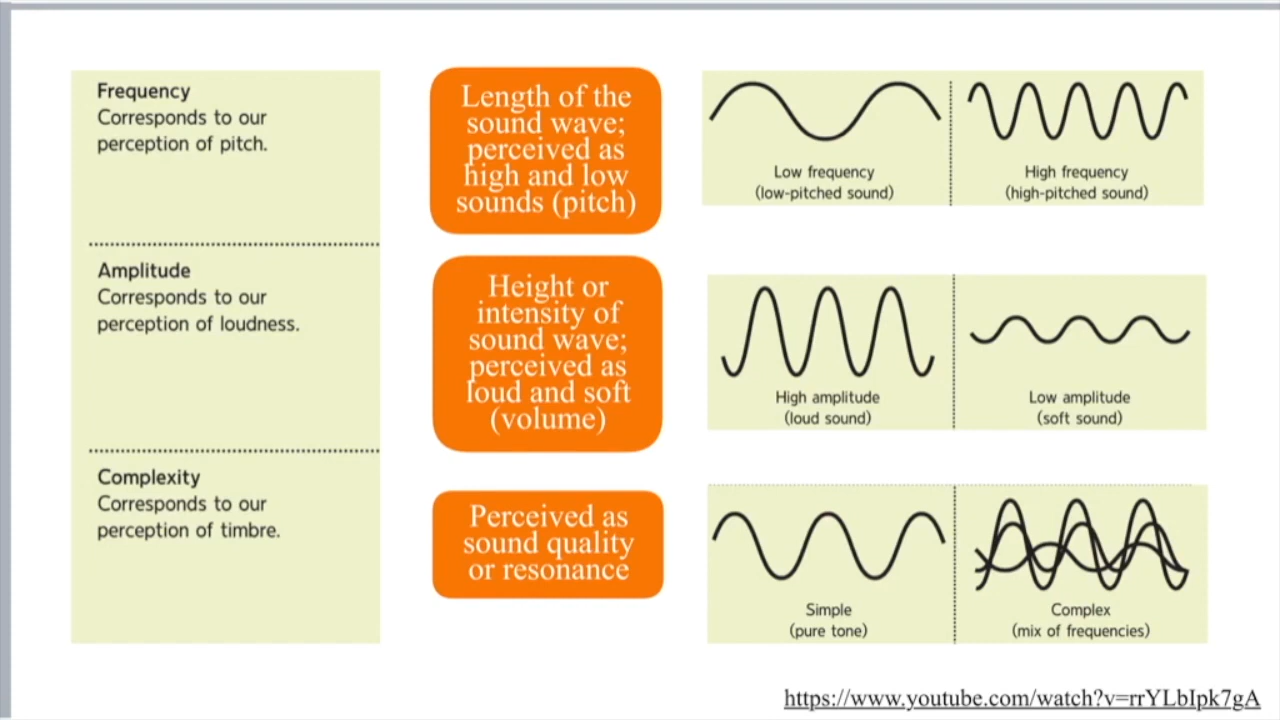 Frequency
Corresponds to our
perception of pitch.
Length of the
sound wave;
perceived as
high and low
sounds (pitch)
Low frequency
(low-pitched sound)
High frequency
(high-pitched sound)
Amplitude
Corresponds to our
perception of loudness.
Height or
intensity of
sound wave;
perceived as
loud and soft
(volume)
High amplitude
(loud sound)
Low amplitude
(soft sound)
Complexity
Corresponds to our
perception of timbre.
Perceived as
sound quality
or resonance
Simple
(pure tone)
Complex
(mix of frequencies)
https://www.youtube.com/watch?v=rrYLbIpk7gA